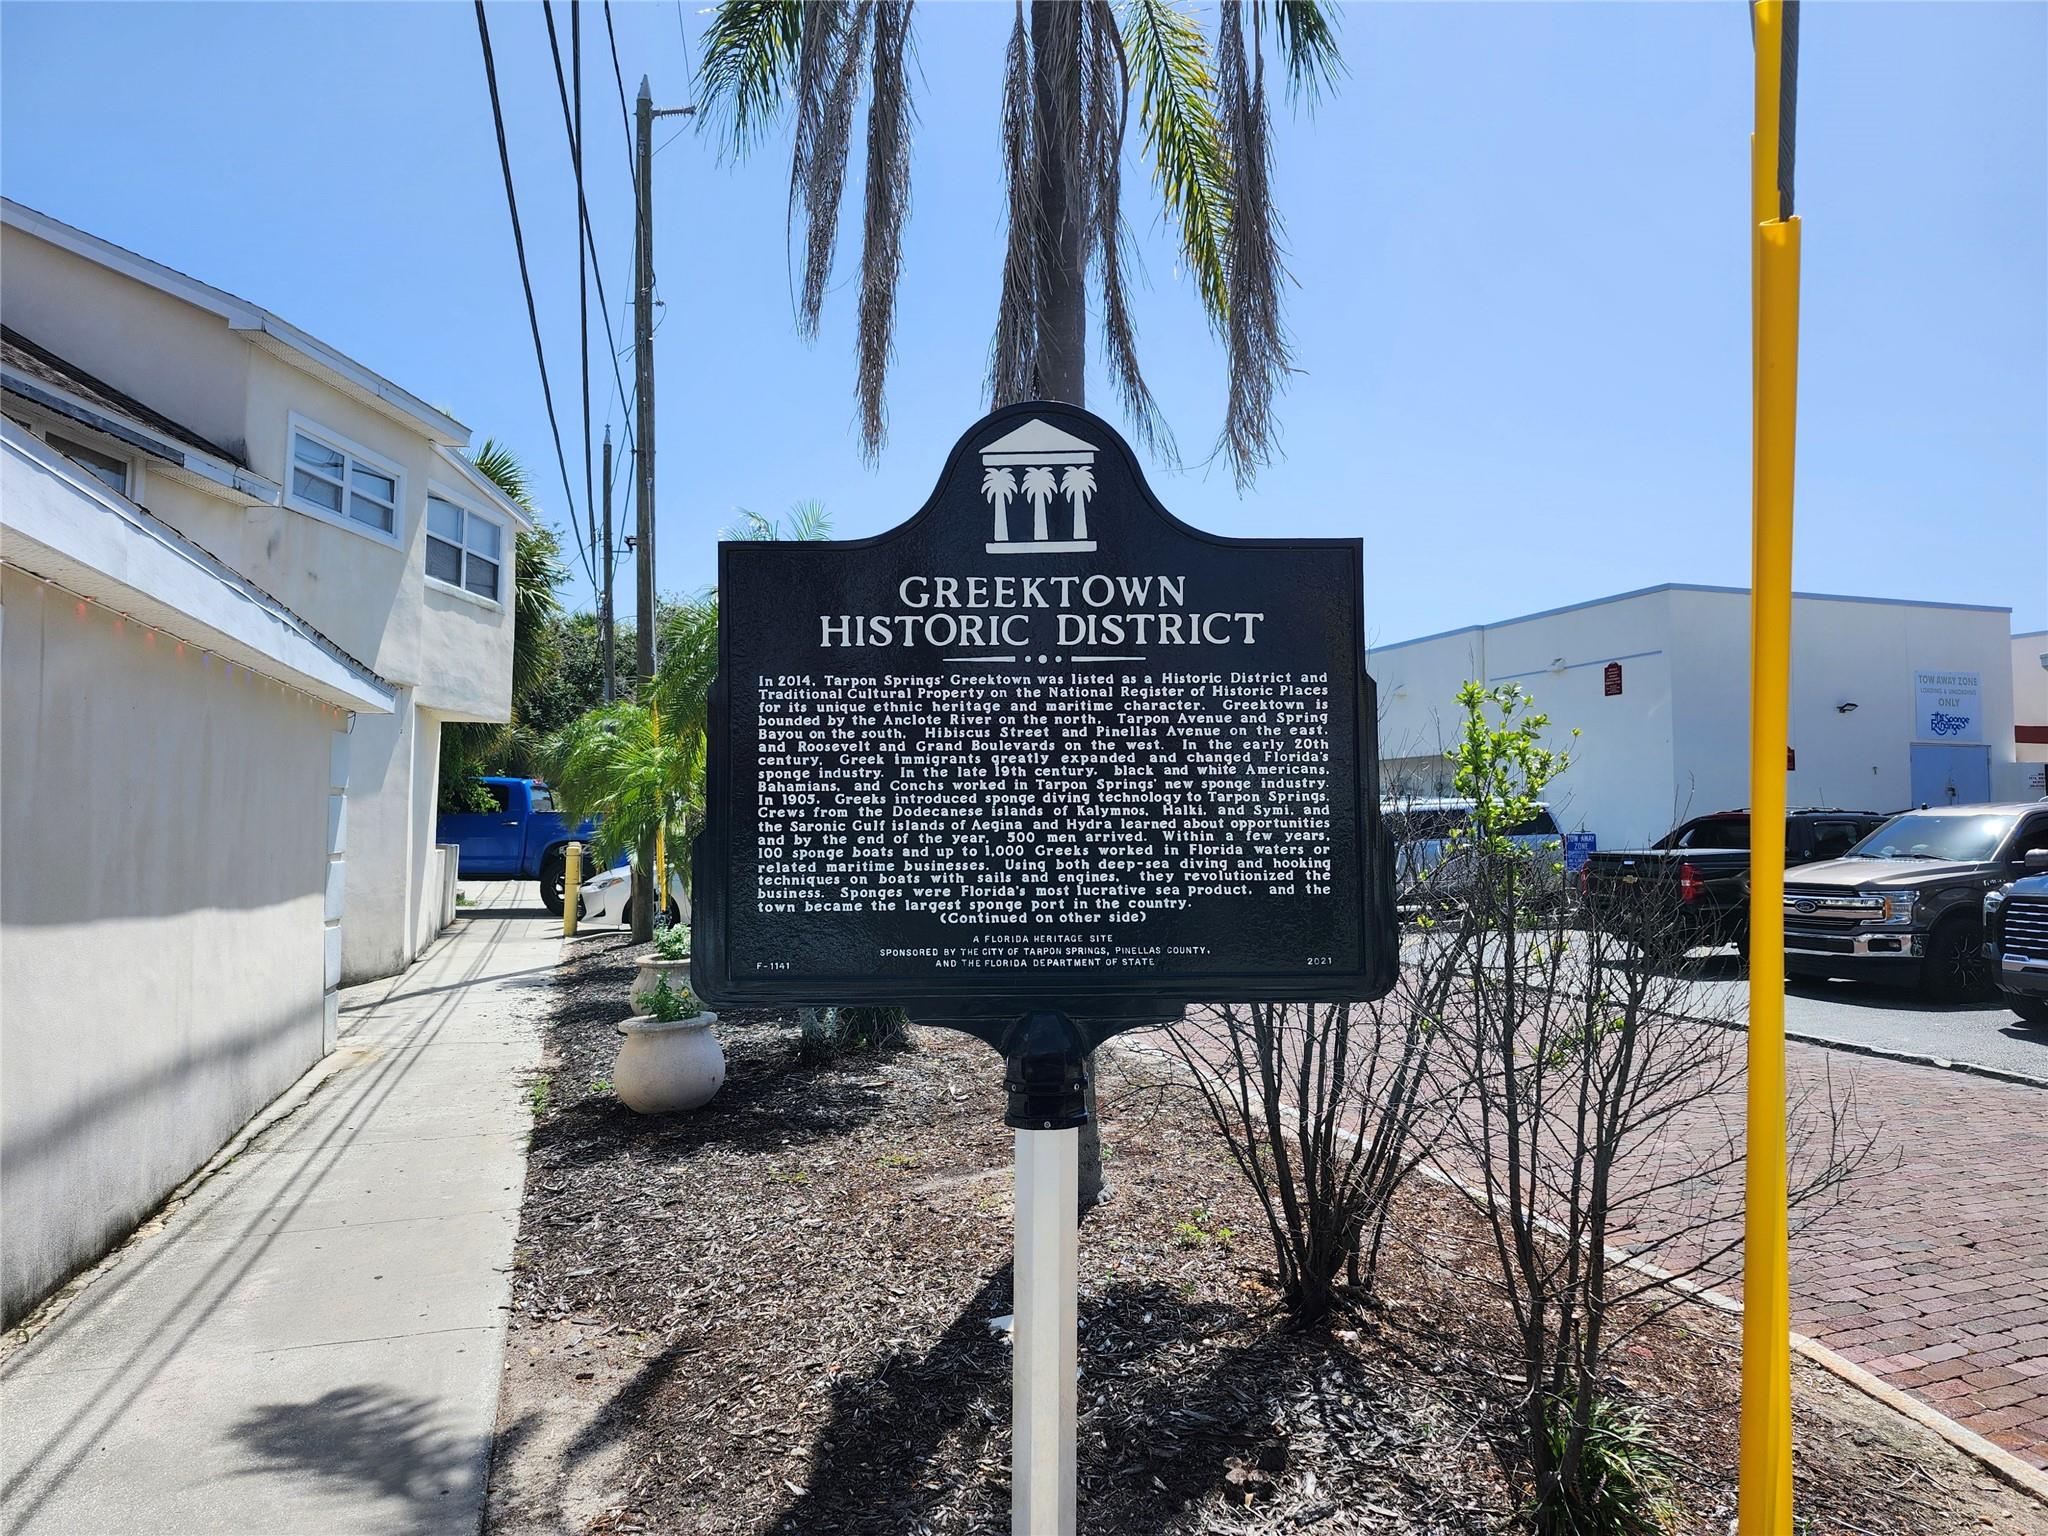 GREEKTOWN
HISTORIC DISTRICT
In 2014, Tarpon Springs' Greektown was listed as a Historic District and
Traditional Cultural Property on the National Register of Historic Places
for its unique ethnic heritage and maritime character. Greektown is
bounded by the Anclote River on the north, Tarpon Avenue and Spring
Bayou on the south, Hibiscus Street and Pinellas Avenue on the east,
and Roosevelt and Grand Boulevards on the west. In the early 20th
century, Greek immigrants greatly expanded and changed Florida's
sponge industry. In the late 19th century, black and white Americans,
Bahamians, and Conchs worked in Tarpon Springs' new sponge industry.
In 1905, Greeks introduced sponge diving technology to Tarpon Springs.
Crews from the Dodecanese islands of Kalymnos, Halki, and Symi, and
the Saronic Gulf islands of Aegina and Hydra learned about opportunities
and by the end of the year, 500 men arrived. Within a few years,
100 sponge boats and up to 1,000 Greeks worked in Florida waters or
related maritime businesses. Using both deep-sea diving and hooking
techniques on boats with sails and engines, they revolutionized the
business. Sponges were Florida's most lucrative sea product, and the
town became the largest sponge port in the country.
(Continued on other side)
A FLORIDA HERITAGE SITE
SPONSORED BY THE CITY OF TARPON SPRINGS, PINELLAS COUNTY,
AND THE FLORIDA DEPARTMENT OF STATE
F-1141
2021
TOW AWAY ZONE
LOADING & UNLOADING
ONLY
the Sponge
Exchange
TOW AWAY
ZONE